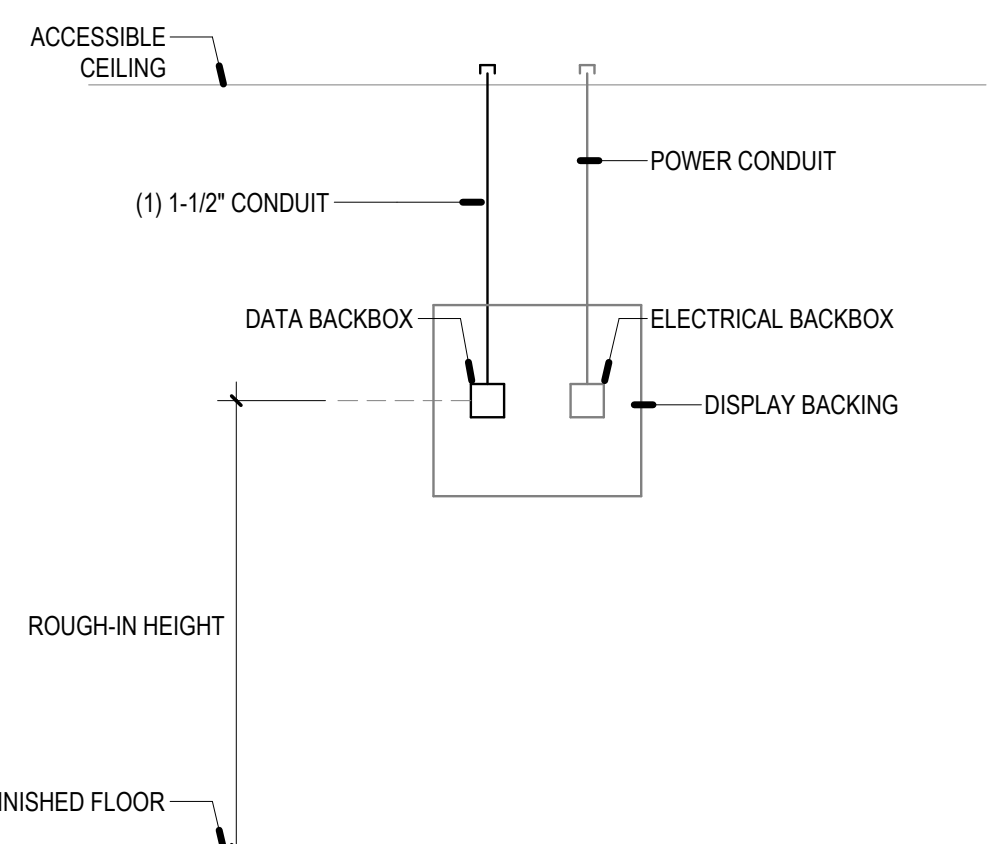 ACCESSIBLE
CEILING
POWER CONDUIT
(1) 1-1/2" CONDUIT
DATA BACKBOX
ELECTRICAL BACKBOX
DISPLAY BACKING
ROUGH-IN HEIGHT
INISHED FLOOR